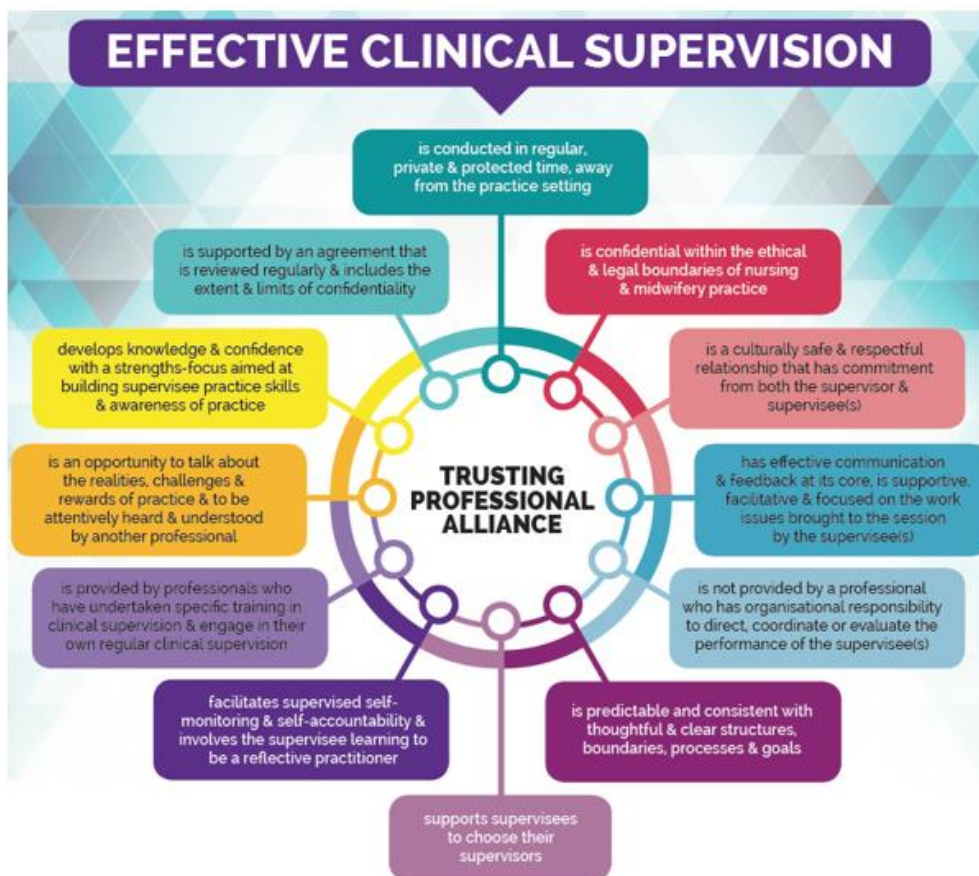 EFFECTIVE CLINICAL SUPERVISION
is conducted in regular,
private & protected time, away
from the practice setting
is supported by an agreement that
is reviewed regularly & includes the
extent & limits of confidentiality
is confidential within the ethical
& legal boundaries of nursing
& midwifery practice
develops knowledge & confidence
with a strengths-focus aimed at
building supervisee practice skills
& awareness of practice
is a culturally safe & respectful
relationship that has commitment
from both the supervisor &
supervisee(s)
is an opportunity to talk about
the realities, challenges &
rewards of practice & to be
attentively heard & understood
by another professional
TRUSTING
PROFESSIONAL
ALLIANCE
has effective communication
& feedback at its core, is supportive,
facilitative & focused on the work
issues brought to the session
by the supervisee(s)
is provided by professionals who
have undertaken specific training in
clinical supervision & engage in their
own regular clinical supervision
is not provided by a professional
who has organisational responsibility
to direct, coordinate or evaluate the
performance of the supervisee(s)
facilitates supervised self-
monitoring & self-accountability &
involves the supervisee learning to
be a reflective practitioner
is predictable and consistent with
thoughtful & clear structures,
boundaries, processes & goals
supports supervisees
to choose their
supervisors